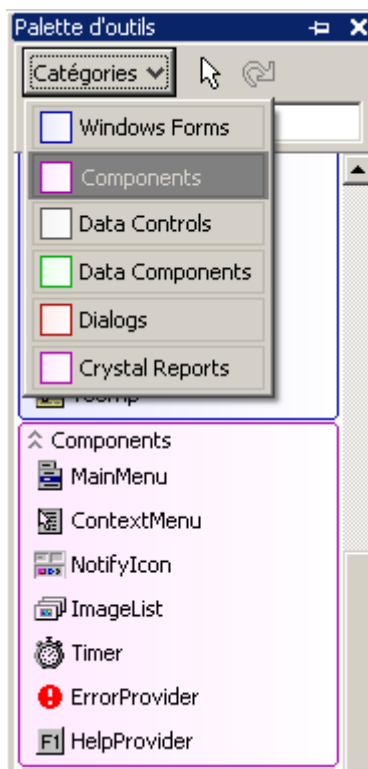 Palette d'outils
Catégories
Windows Forms
Components
Data Controls
Data Components
Dialogs
Crystal Reports
Components
MainMenu
ContextMenu
NotifyIcon
ImageList
Timer
ErrorProvider
F1 HelpProvider